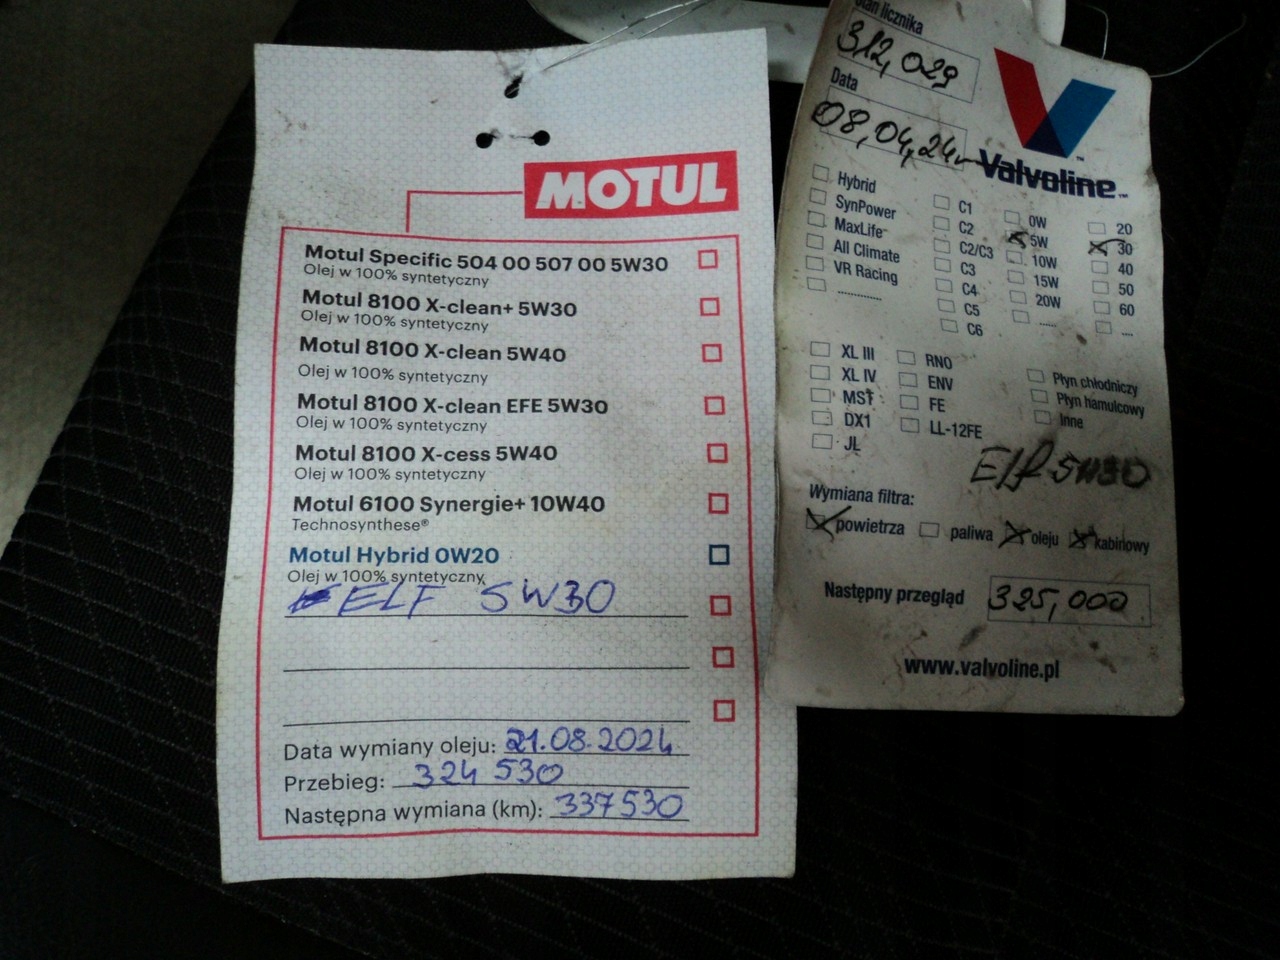 MOTUL
Motul Specific 504 00 507 00 5W30
Olej w 100% syntetyczny
Motul 8100 X-clean+ 5W30
Olej w 100% syntetyczny
Motul 8100 X-clean 5W40
Olej w 100% syntetyczny
Motul 8100 X-clean EFE 5W30
Olej w 100% syntetyczny
Motul 8100 X-cess 5W40
Olej w 100% syntetyczny
Motul 6100 Synergie+ 10W40
Technosynthese®
Motul Hybrid 0W20
Olej w 100% syntetyczny
ELF 5W30
Data wymiany oleju: 21.08.2024
Przebieg: 324 530
Następna wymiana (km): 337530
Stan licznika
312,029
Data
08,04,24r
Valvoline™
Hybrid
SynPower
MaxLife™
All Climate
VR Racing
..............
C1
C2
C2/C3
C3
C4
C5
C6
0W
5W
10W
15W
20W
.....
20
30
40
50
60
....
XL III
XL IV
MST
DX1
JL
RNO
ENV
FE
LL-12FE
Płyn chłodniczy
Płyn hamulcowy
Inne
ELF 5W30
Wymiana filtra:
powietrza paliwa oleju kabinowy
Następny przegląd 325,000
www.valvoline.pl